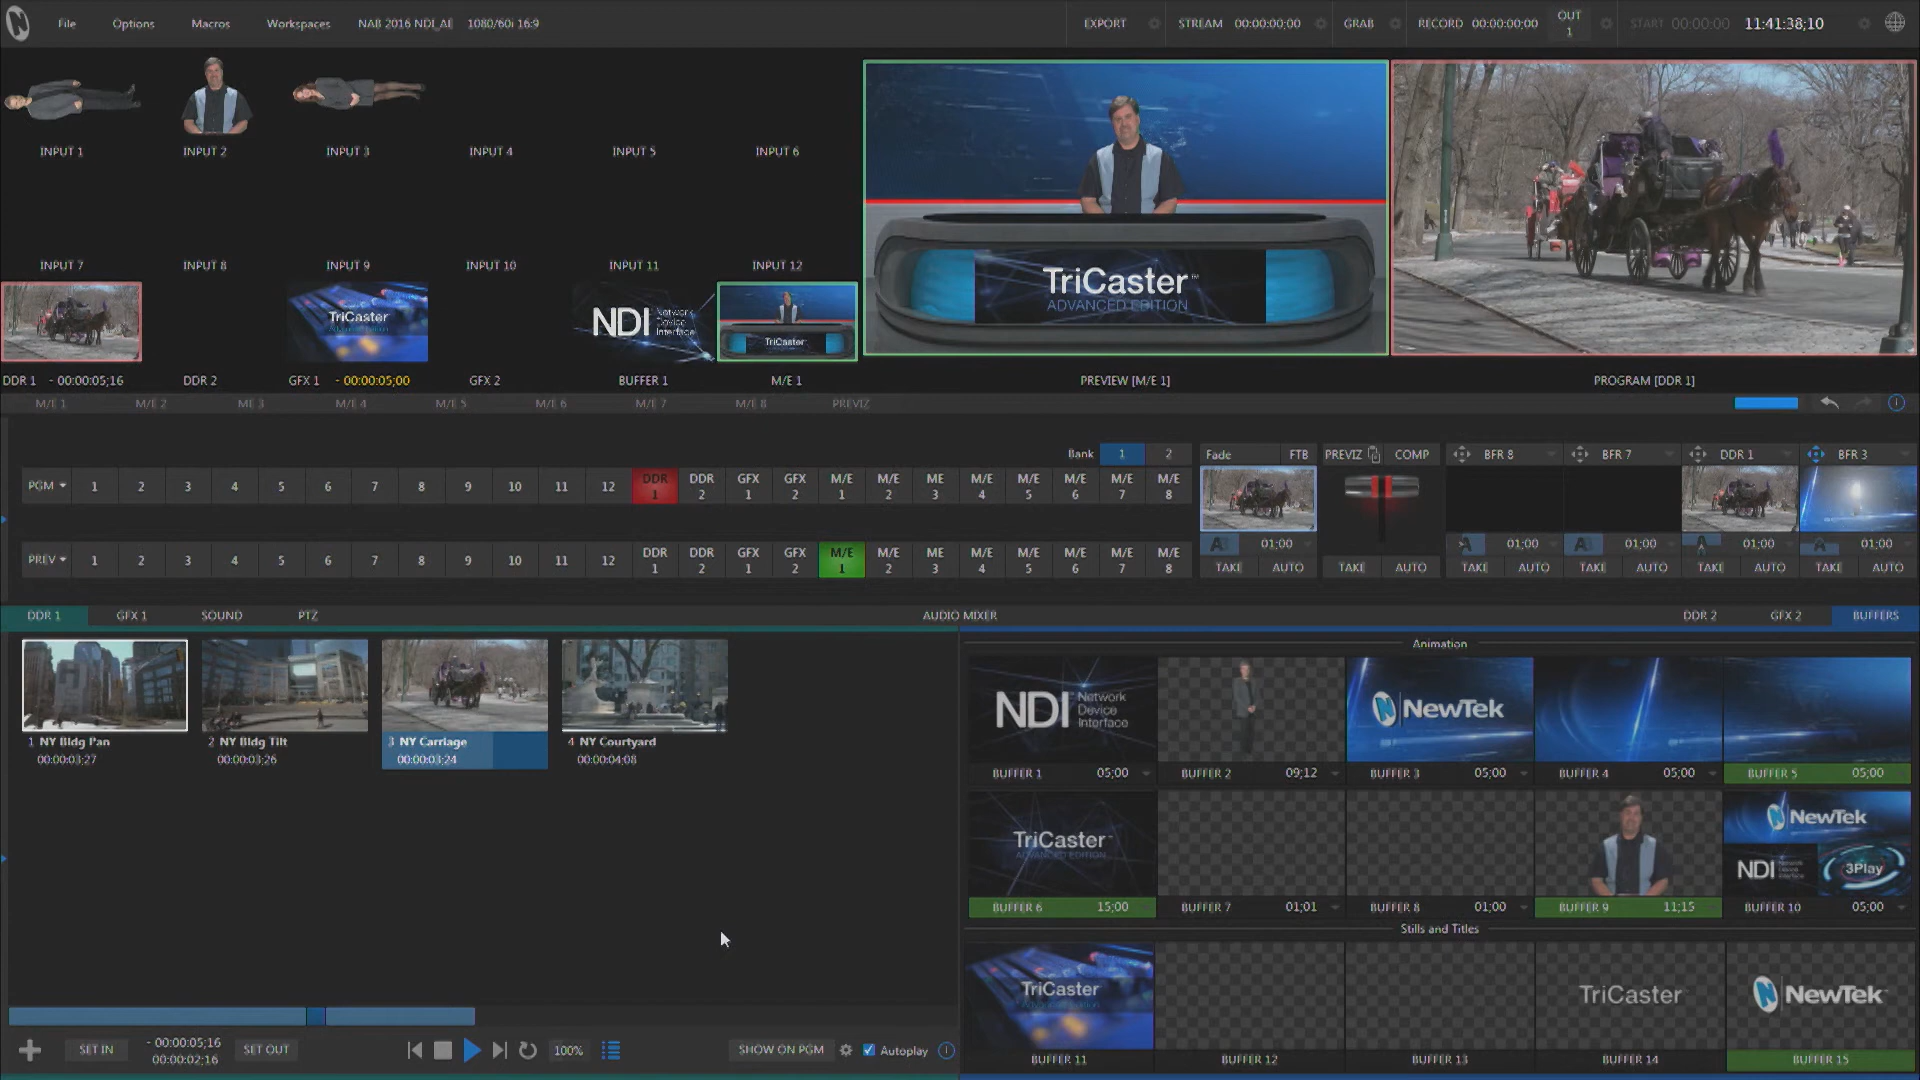 File Options Macros Workspaces NAB 2016 NDI_AE 1080/60i 16:9
EXPORT STREAM 00:00:00;00 GRAB RECORD 00:00:00;00 OUT 1 START 00:00:00 11:41:38;10
INPUT 1 INPUT 2 INPUT 3 INPUT 4 INPUT 5 INPUT 6
INPUT 7 INPUT 8 INPUT 9 INPUT 10 INPUT 11 INPUT 12
TriCaster™
ADVANCED EDITION
TriCaster
NDI Network Device Interface
TriCaster
DDR 1 - 00:00:05;16 DDR 2 GFX 1 - 00:00:05;00 GFX 2 BUFFER 1 M/E 1
PREVIEW [M/E 1] PROGRAM [DDR 1]
M/E 1 M/E 2 ME 3 M/E 4 M/E 5 M/E 6 M/E 7 M/E 8 PREVIZ
Bank 1 2
Fade FTB PREVIZ COMP BFR 8 BFR 7 DDR 1 BFR 3
PGM 1 2 3 4 5 6 7 8 9 10 11 12 DDR 1 DDR 2 GFX 1 GFX 2 M/E 1 M/E 2 ME 3 M/E 4 M/E 5 M/E 6 M/E 7 M/E 8
01:00 01:00 01:00 01:00 01:00
PREV 1 2 3 4 5 6 7 8 9 10 11 12 DDR 1 DDR 2 GFX 1 GFX 2 M/E 1 M/E 2 ME 3 M/E 4 M/E 5 M/E 6 M/E 7 M/E 8
TAKE AUTO TAKE AUTO TAKE AUTO TAKE AUTO TAKE AUTO TAKE AUTO
DDR 1 GFX 1 SOUND PTZ AUDIO MIXER DDR 2 GFX 2 BUFFERS
1 NY Bldg Pan
00:00:03;27
2 NY Bldg Tilt
00:00:03;26
3 NY Carriage
00:00:03;24
4 NY Courtyard
00:00:04;08
Animation
NDI Network Device Interface
NewTek
BUFFER 1 05;00 BUFFER 2 09;12 BUFFER 3 05;00 BUFFER 4 05;00 BUFFER 5 05;00
TriCaster™
ADVANCED EDITION
NewTek
NDI 3Play
BUFFER 6 15;00 BUFFER 7 01;01 BUFFER 8 01;00 BUFFER 9 11;15 BUFFER 10 05;00
Stills and Titles
TriCaster
TriCaster
NewTek
BUFFER 11 BUFFER 12 BUFFER 13 BUFFER 14 BUFFER 15
SET IN - 00:00:05;16 SET OUT
00:00:02;16
100% SHOW ON PGM Autoplay